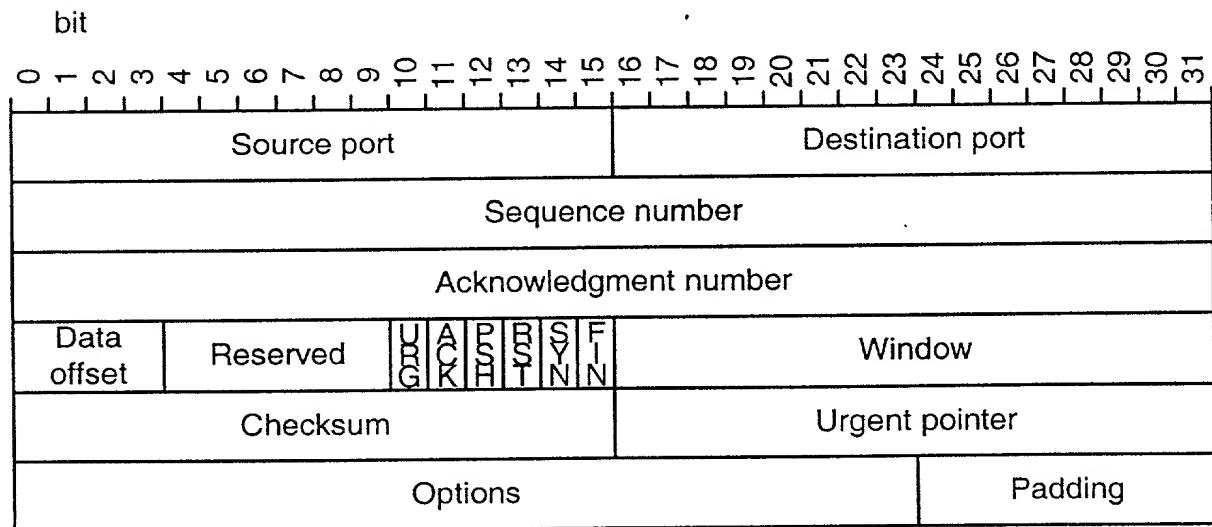 bit
0 1 2 3 4 5 6 7 8 9 10 11 12 13 14 15 16 17 18 19 20 21 22 23 24 25 26 27 28 29 30 31
Source port Destination port
Sequence number
Acknowledgment number
Data offset Reserved URG ACK PSH RST SYN FIN Window
Checksum Urgent pointer
Options Padding